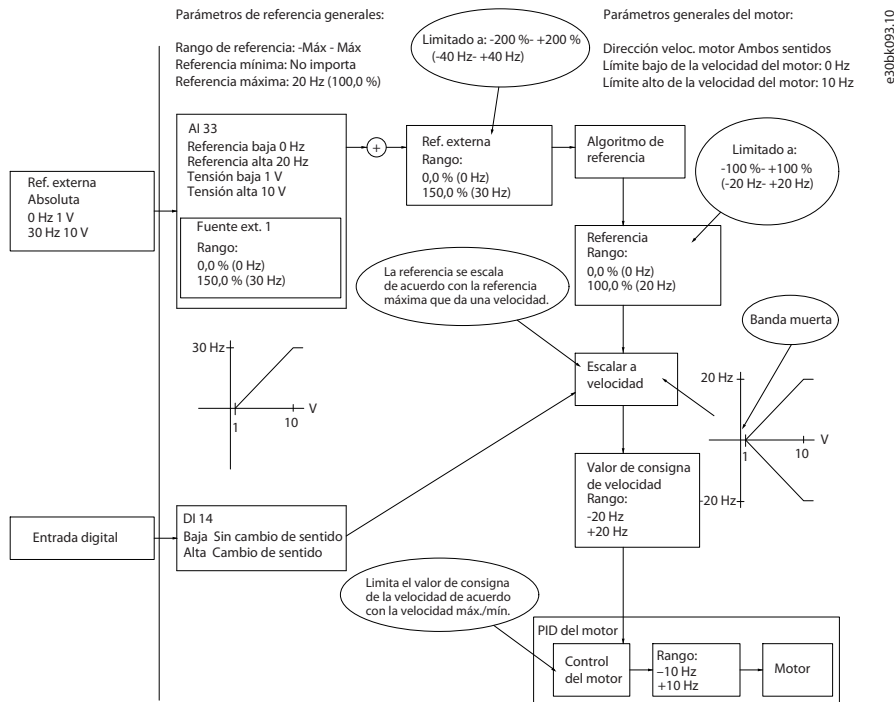 Parámetros de referencia generales:
Rango de referencia: -Máx - Máx
Referencia mínima: No importa
Referencia máxima: 20 Hz (100,0 %)
Limitado a: -200 %- +200 %
(-40 Hz- +40 Hz)
Parámetros generales del motor:
Dirección veloc. motor Ambos sentidos
Límite bajo de la velocidad del motor: 0 Hz
Límite alto de la velocidad del motor: 10 Hz
e30bk093.10
Ref. externa
Absoluta
0 Hz 1 V
30 Hz 10 V
AI 33
Referencia baja 0 Hz
Referencia alta 20 Hz
Tensión baja 1 V
Tensión alta 10 V
Fuente ext. 1
Rango:
0,0 % (0 Hz)
150,0 % (30 Hz)
+
Ref. externa
Rango:
0,0 % (0 Hz)
150,0 % (30 Hz)
Algoritmo de
referencia
Limitado a:
-100 %- +100 %
(-20 Hz- +20 Hz)
Referencia
Rango:
0,0 % (0 Hz)
100,0 % (20 Hz)
La referencia se escala
de acuerdo con la referencia
máxima que da una velocidad.
Banda muerta
30 Hz
V
1
10
Escalar a
velocidad
20 Hz
V
1
10
-20 Hz
Valor de consigna
de velocidad
Rango:
-20 Hz
+20 Hz
Entrada digital
DI 14
Baja Sin cambio de sentido
Alta Cambio de sentido
Limita el valor de consigna
de la velocidad de acuerdo
con la velocidad máx./mín.
PID del motor
Control
del motor
Rango:
–10 Hz
+10 Hz
Motor